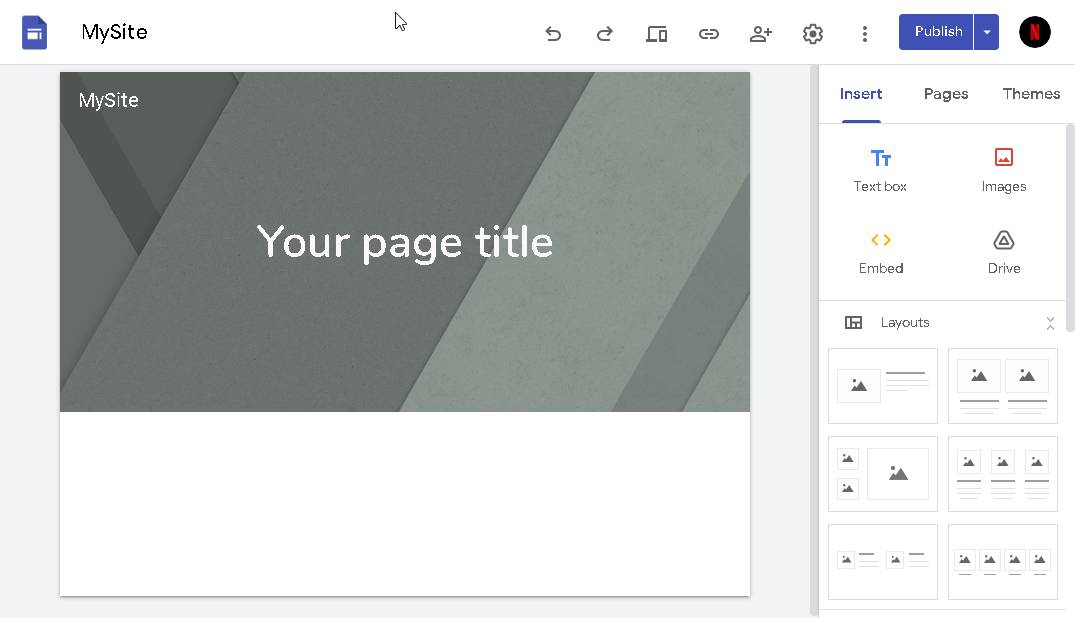 MySite
Publish
Insert Pages Themes
MySite
Your page title
Text box Images
Embed Drive
Layouts